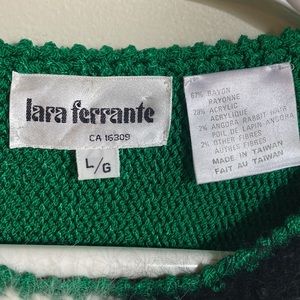 lara ferrante
CA 16309
L/G
67% RAYON
RAYONNE
28% ACRYLIC
ACRYLIQUE
2% ANGORA RABBIT HAIR
POIL DE LAPIN-ANGORA
2% OTHER FIBRES
AUTRES FIBRES
MADE IN TAIWAN
FAIT AU TAIWAN